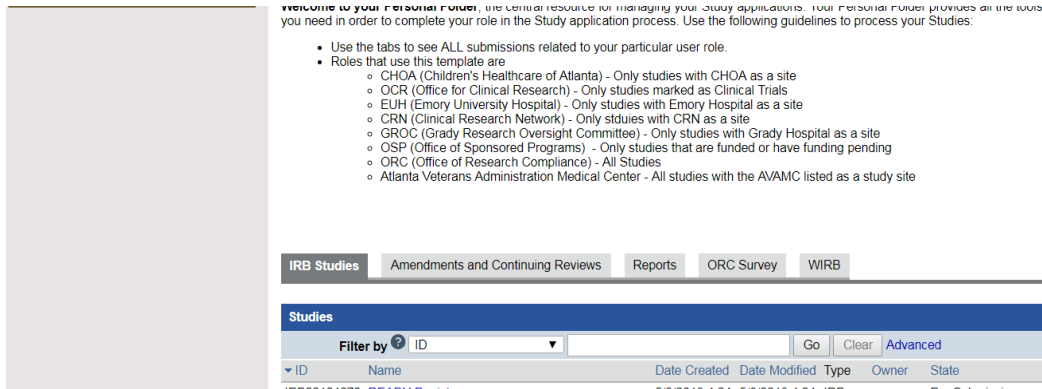 Welcome to your Personal Folder, the central resource for managing your Study applications. Your Personal Folder provides all the tools
you need in order to complete your role in the Study application process. Use the following guidelines to process your Studies:
• Use the tabs to see ALL submissions related to your particular user role.
• Roles that use this template are
○ CHOA (Children's Healthcare of Atlanta) - Only studies with CHOA as a site
○ OCR (Office for Clinical Research) - Only studies marked as Clinical Trials
○ EUH (Emory University Hospital) - Only studies with Emory Hospital as a site
○ CRN (Clinical Research Network) - Only stduies with CRN as a site
○ GROC (Grady Research Oversight Committee) - Only studies with Grady Hospital as a site
○ OSP (Office of Sponsored Programs) - Only studies that are funded or have funding pending
○ ORC (Office of Research Compliance) - All Studies
○ Atlanta Veterans Administration Medical Center - All studies with the AVAMC listed as a study site
IRB Studies Amendments and Continuing Reviews Reports ORC Survey WIRB
Studies
Filter by ? ID Go Clear Advanced
ID Name Date Created Date Modified Type Owner State